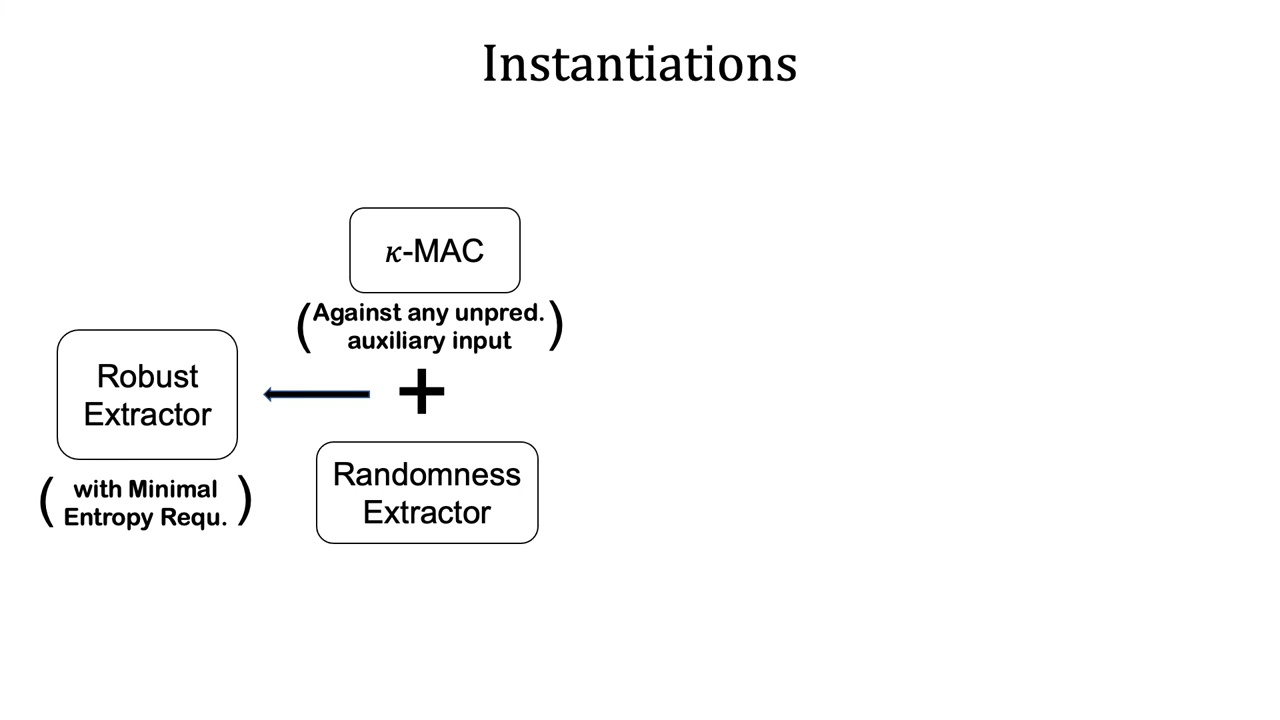 Instantiations
κ-MAC
(Against any unpred.
auxiliary input)
+
Robust
Extractor
(with Minimal
Entropy Requ.)
Randomness
Extractor